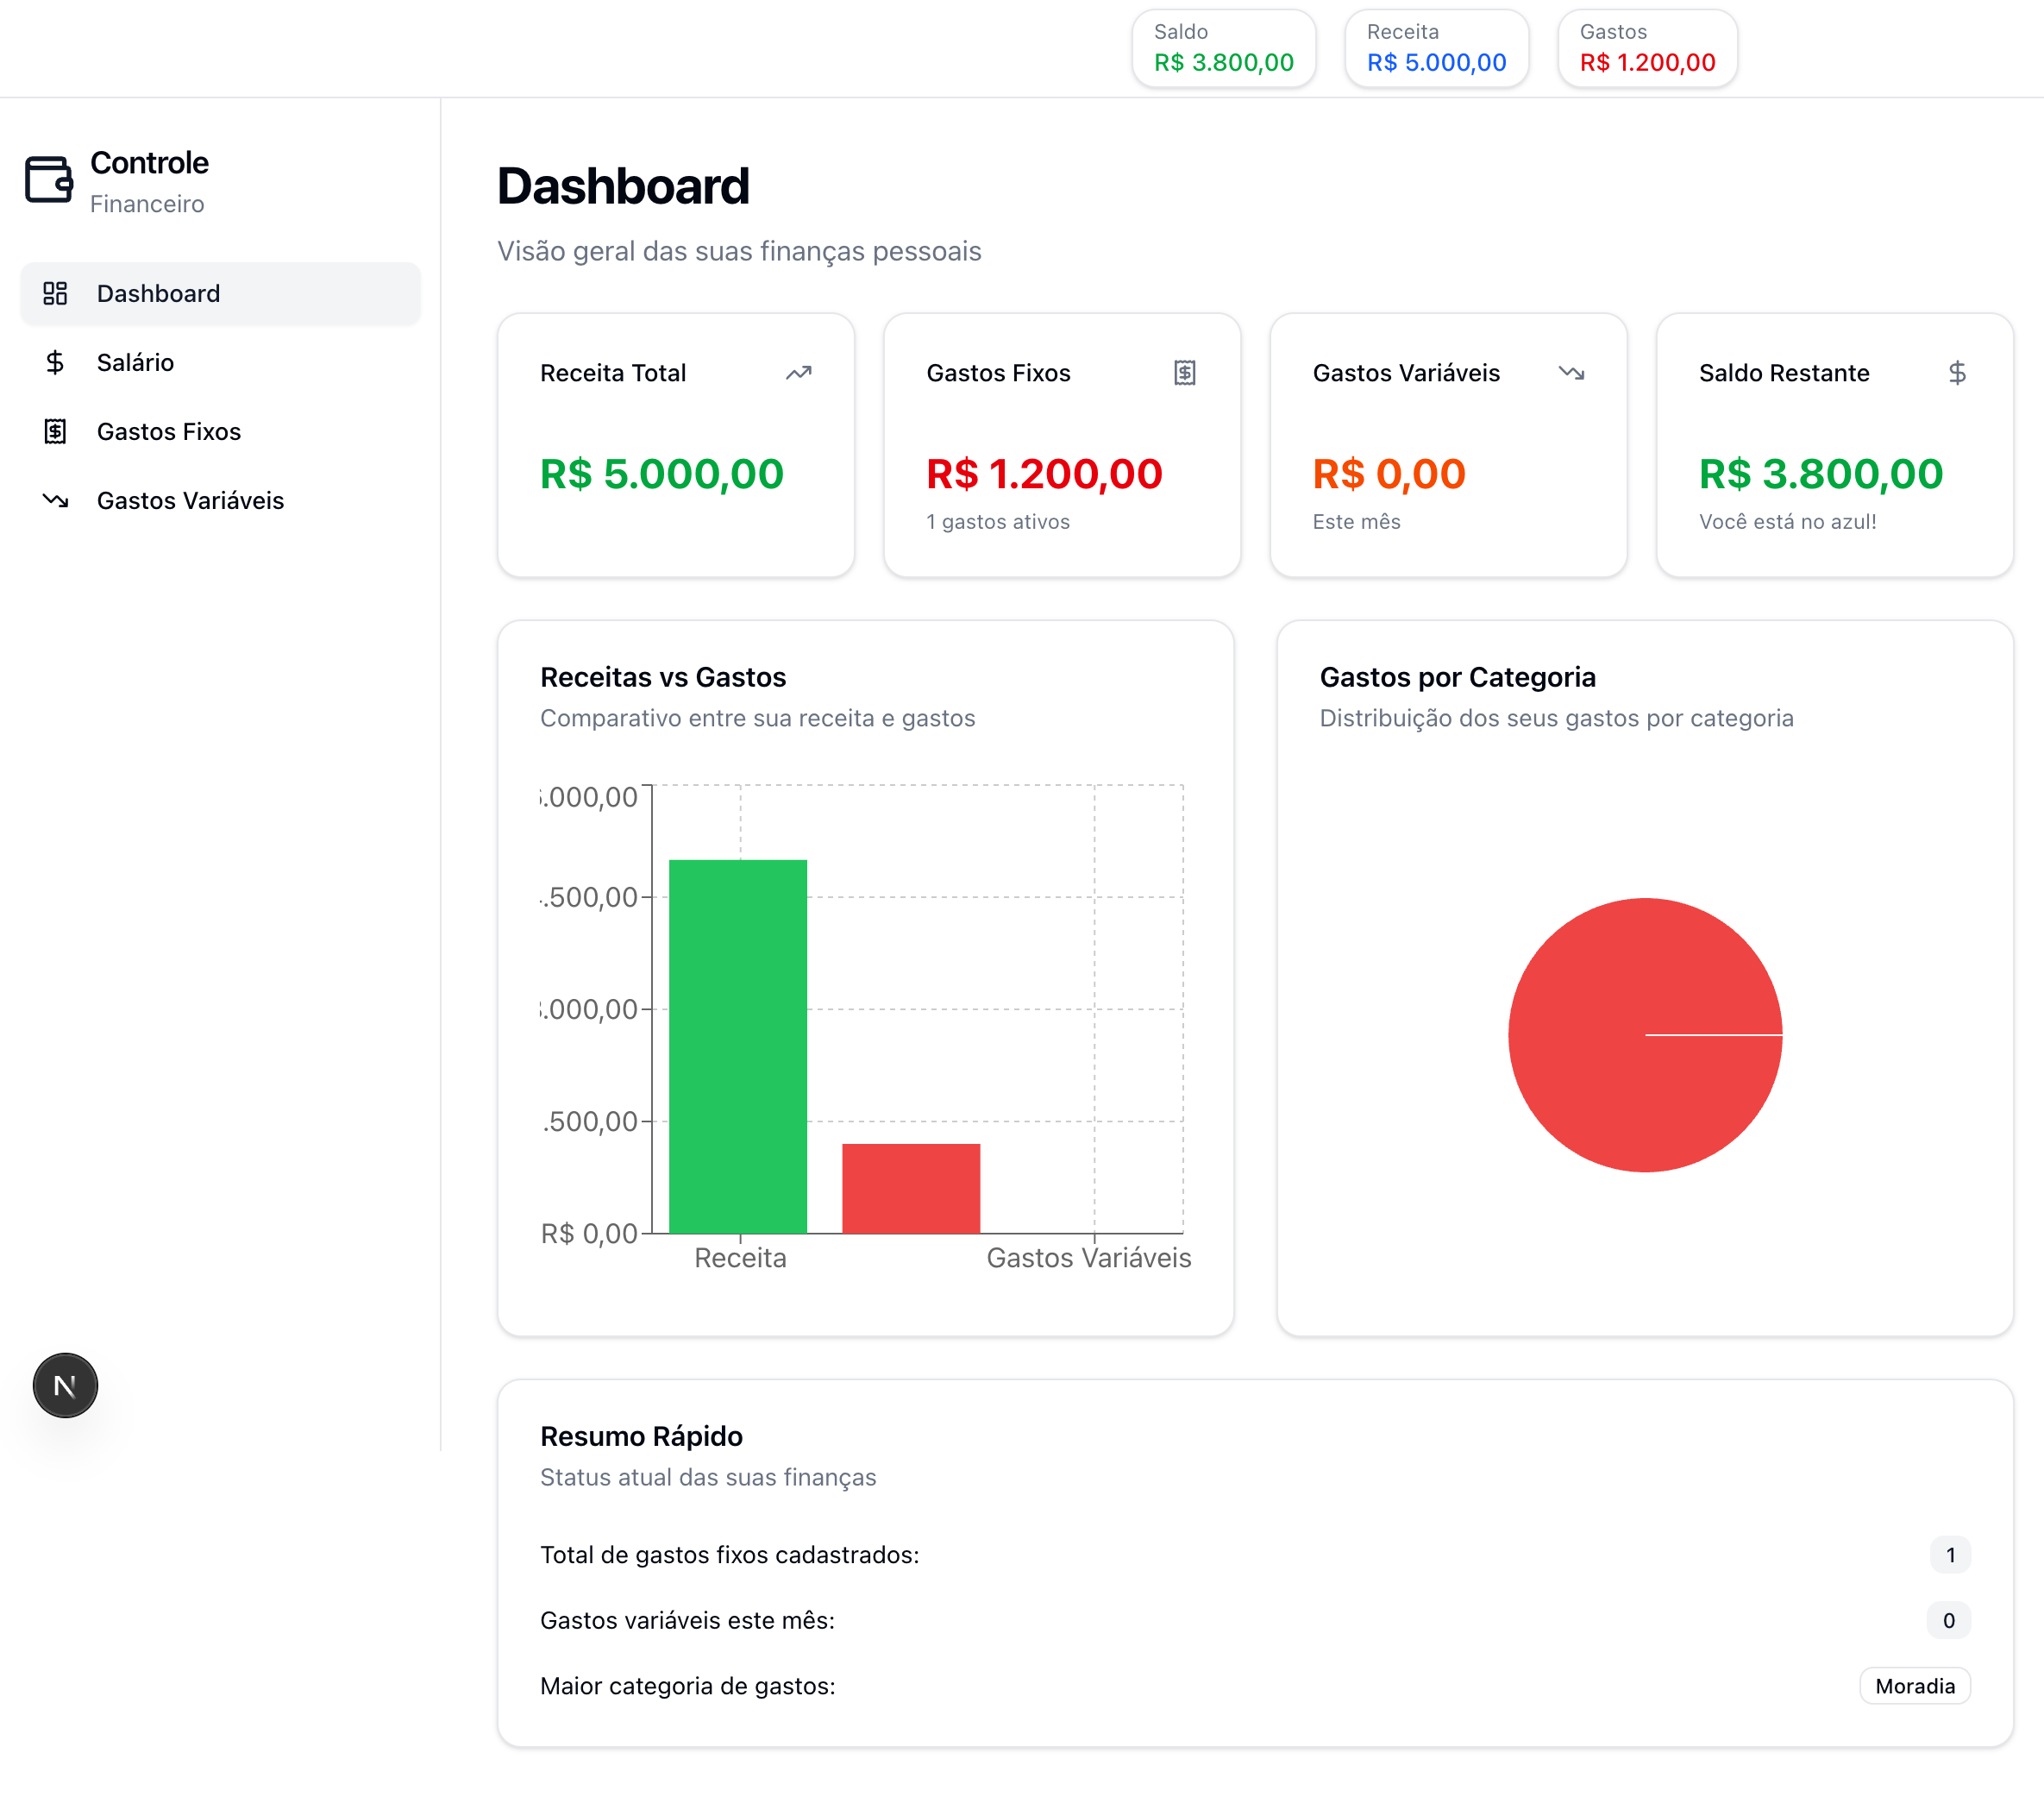 Saldo
R$ 3.800,00
Receita
R$ 5.000,00
Gastos
R$ 1.200,00
Controle
Financeiro
Dashboard
Salário
Gastos Fixos
Gastos Variáveis
N
Dashboard
Visão geral das suas finanças pessoais
Receita Total
R$ 5.000,00
Gastos Fixos
R$ 1.200,00
1 gastos ativos
Gastos Variáveis
R$ 0,00
Este mês
Saldo Restante
R$ 3.800,00
Você está no azul!
Receitas vs Gastos
Comparativo entre sua receita e gastos
.000,00
.500,00
.000,00
.500,00
R$ 0,00
Receita
Gastos Variáveis
Gastos por Categoria
Distribuição dos seus gastos por categoria
Resumo Rápido
Status atual das suas finanças
Total de gastos fixos cadastrados:
1
Gastos variáveis este mês:
0
Maior categoria de gastos:
Moradia